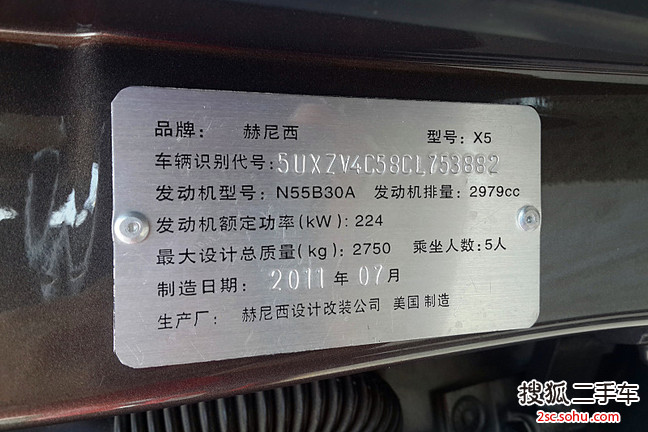 品牌： 赫尼西 型号：X5
车辆识别代号：5UXZV4C58CL753882
发动机型号：N55B30A 发动机排量：2979cc
发动机额定功率(kW)：224
最大设计总质量(kg)：2750 乘坐人数：5人
制造日期：2011年07月
生产厂： 赫尼西设计改装公司 美国 制造
搜狐二手车
2sc.sohu.com